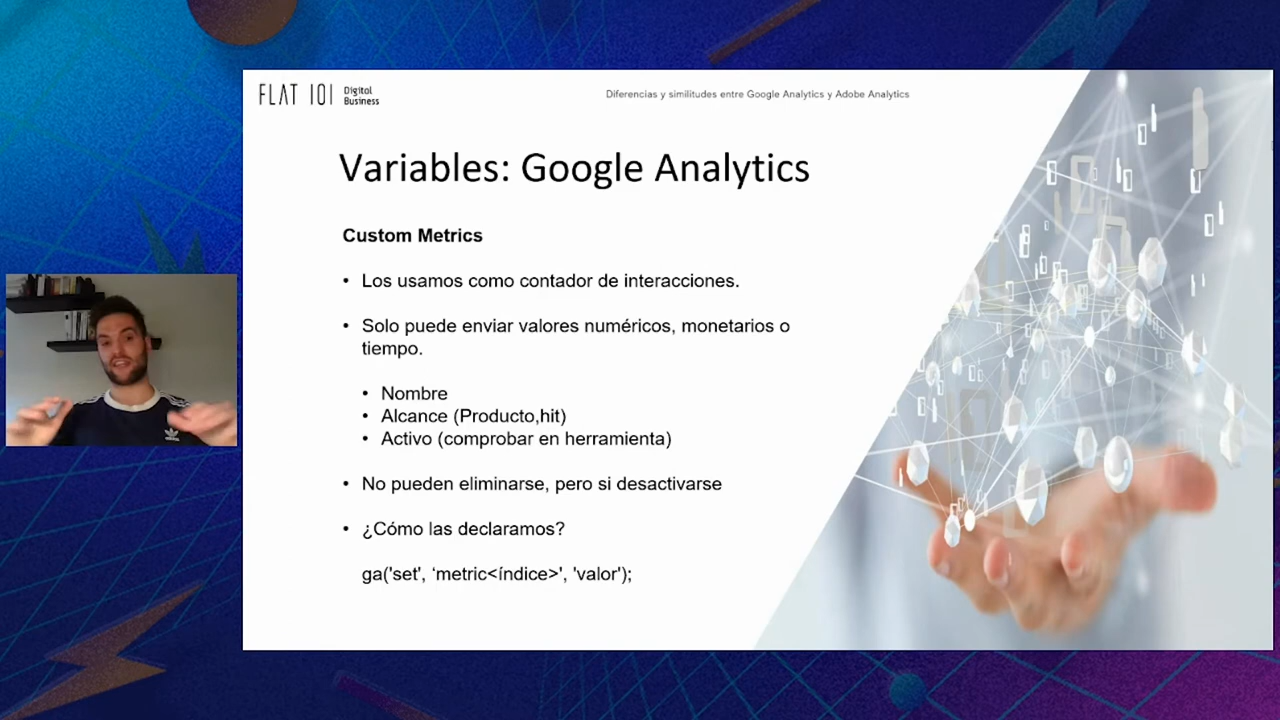 FLAT 101 Digital Business
Diferencias y similitudes entre Google Analytics y Adobe Analytics
Variables: Google Analytics
Custom Metrics
• Los usamos como contador de interacciones.
• Solo puede enviar valores numéricos, monetarios o
tiempo.
• Nombre
• Alcance (Producto,hit)
• Activo (comprobar en herramienta)
• No pueden eliminarse, pero si desactivarse
• ¿Cómo las declaramos?
ga('set', ‘metric<índice>', 'valor');